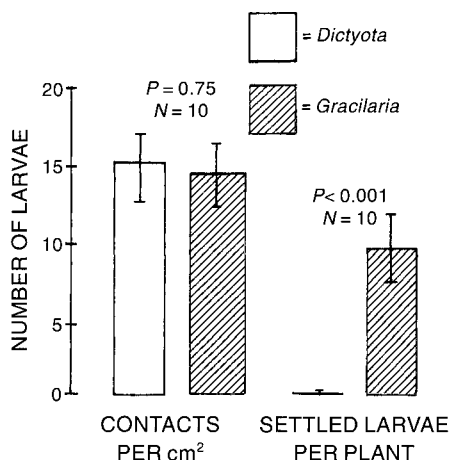 = Dictyota
= Gracilaria
P = 0.75
N = 10
P< 0.001
N = 10
NUMBER OF LARVAE
20
15
10
5
0
CONTACTS
PER cm²
SETTLED LARVAE
PER PLANT